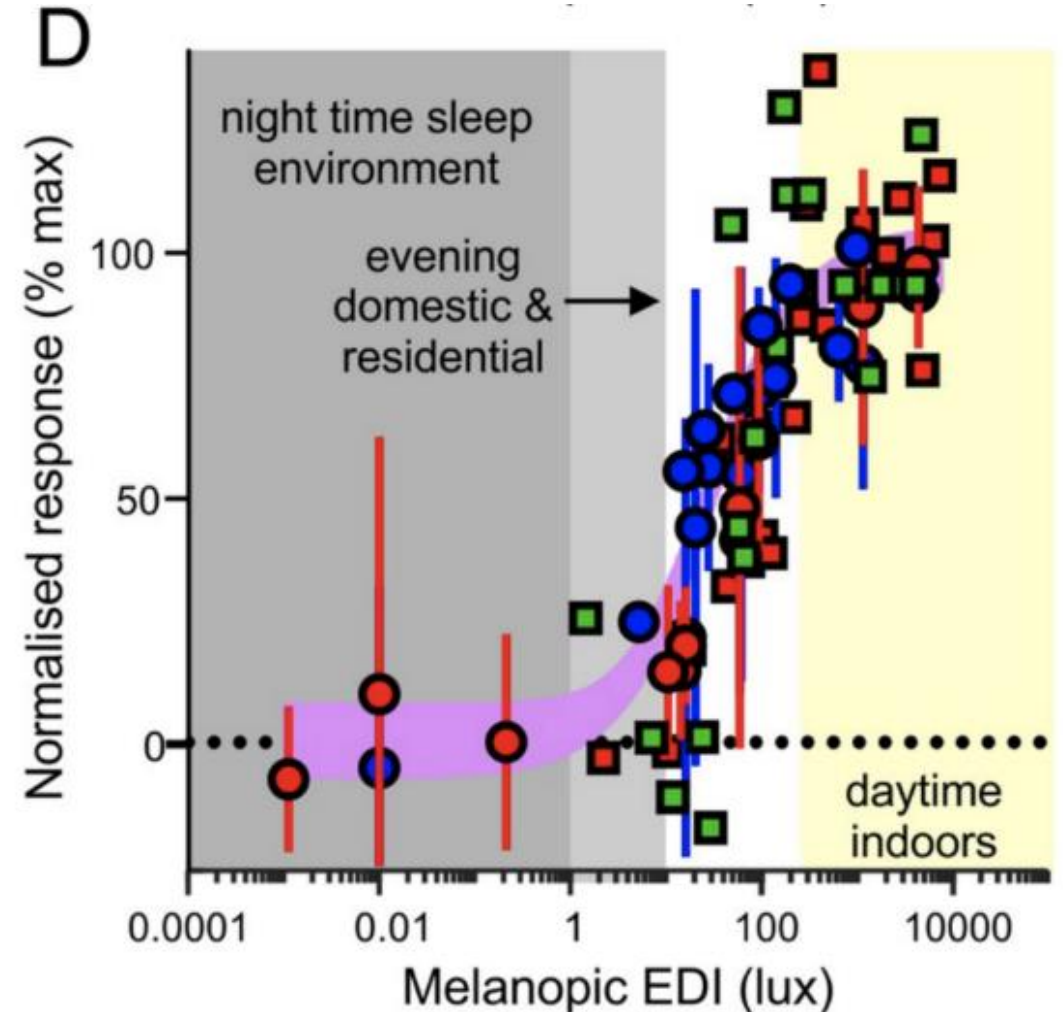 D
night time sleep
environment
evening
domestic &
residential
daytime
indoors
Normalised response (% max)
100
50
0
0.0001
0.01
1
100
10000
Melanopic EDI (lux)